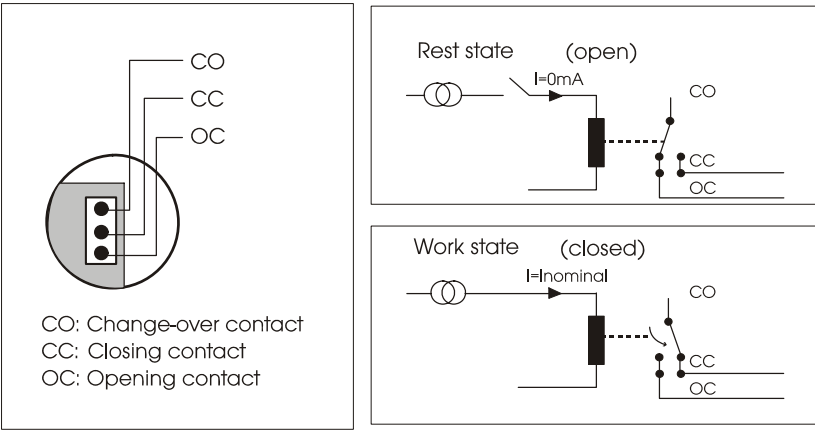 CO
CC
OC
CO: Change-over contact
CC: Closing contact
OC: Opening contact
Rest state (open)
I=0mA
CO
CC
OC
Work state (closed)
I=Inominal
CO
CC
OC